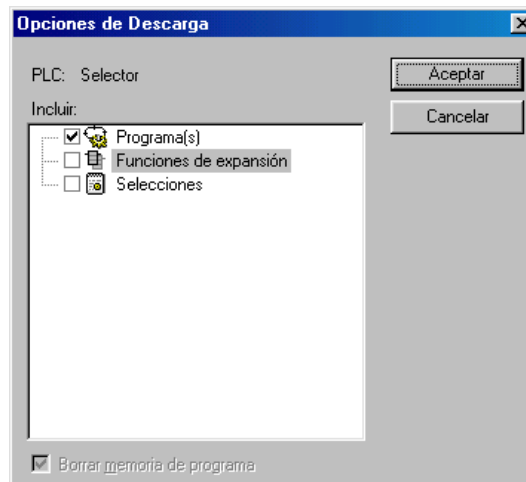 Opciones de Descarga
PLC: Selector
Aceptar
Incluir:
Cancelar
Programa(s)
Funciones de expansión
Selecciones
Borrar memoria de programa